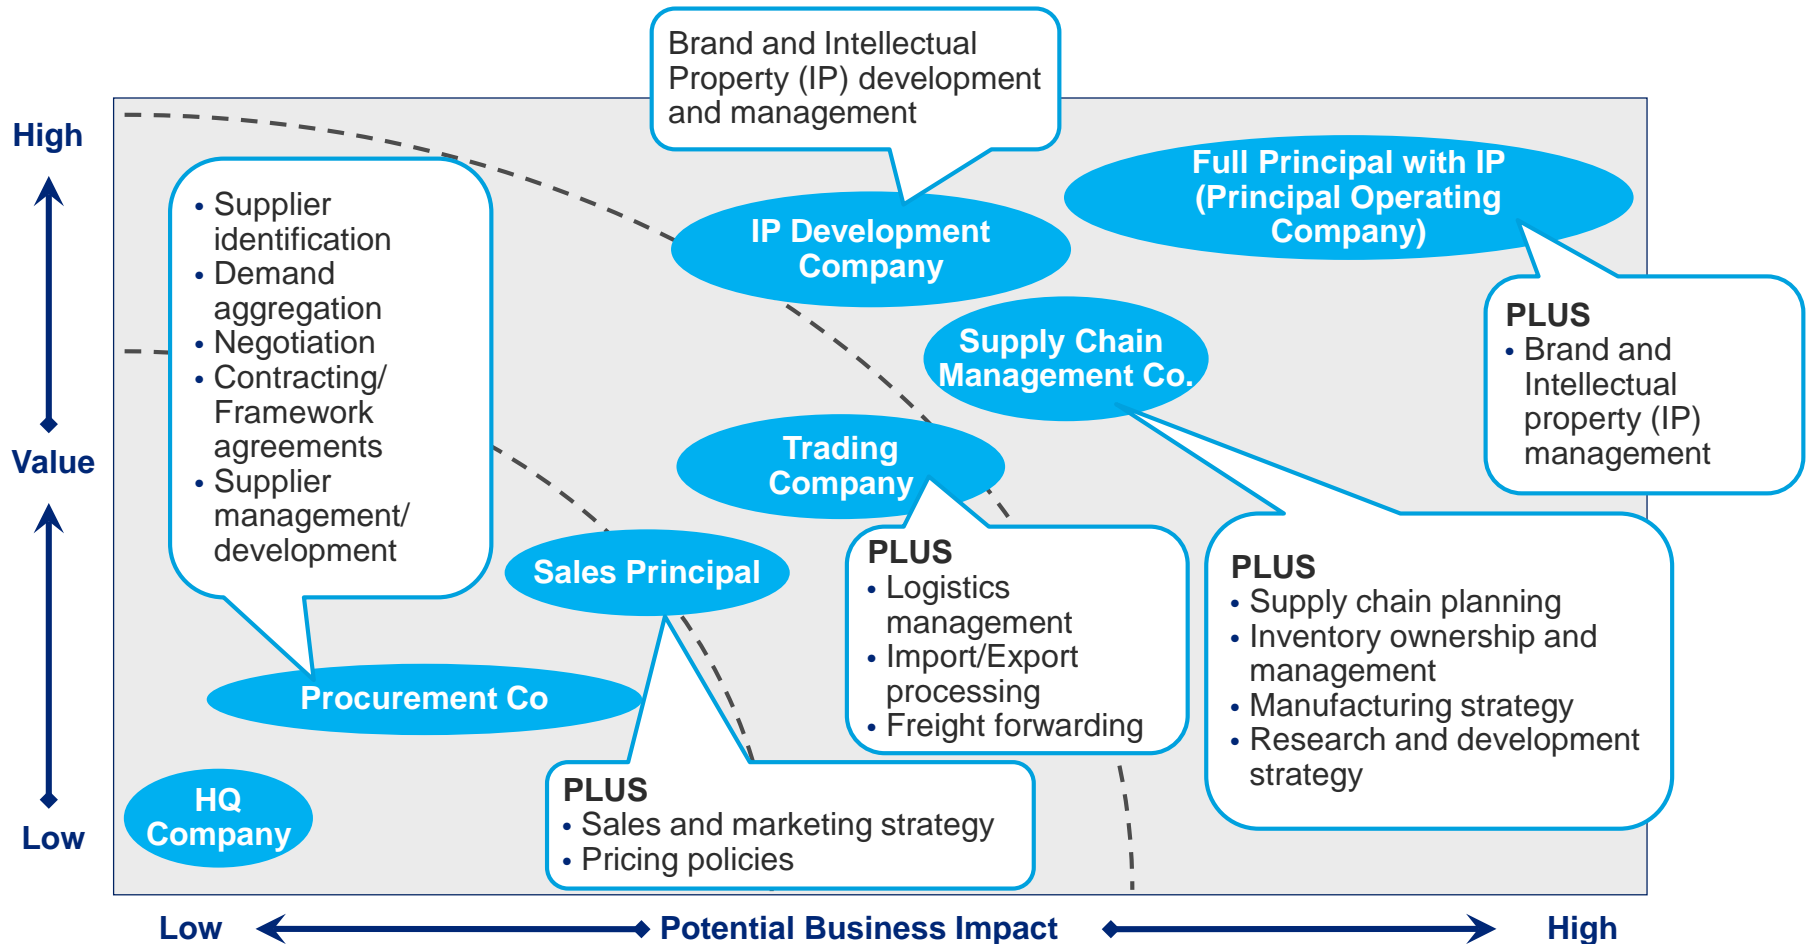 Brand and Intellectual
Property (IP) development
and management
High
Full Principal with IP
(Principal Operating
Company)
• Supplier
identification
• Demand
aggregation
• Negotiation
• Contracting/
Framework
agreements
• Supplier
management/
development
IP Development
Company
PLUS
• Brand and
Intellectual
property (IP)
management
Supply Chain
Management Co.
Value
Trading
Company
Sales Principal
PLUS
• Logistics
management
• Import/Export
processing
• Freight forwarding
PLUS
• Supply chain planning
• Inventory ownership and
management
• Manufacturing strategy
• Research and development
strategy
Procurement Co
HQ
Company
PLUS
• Sales and marketing strategy
• Pricing policies
Low
Low
Potential Business Impact
High